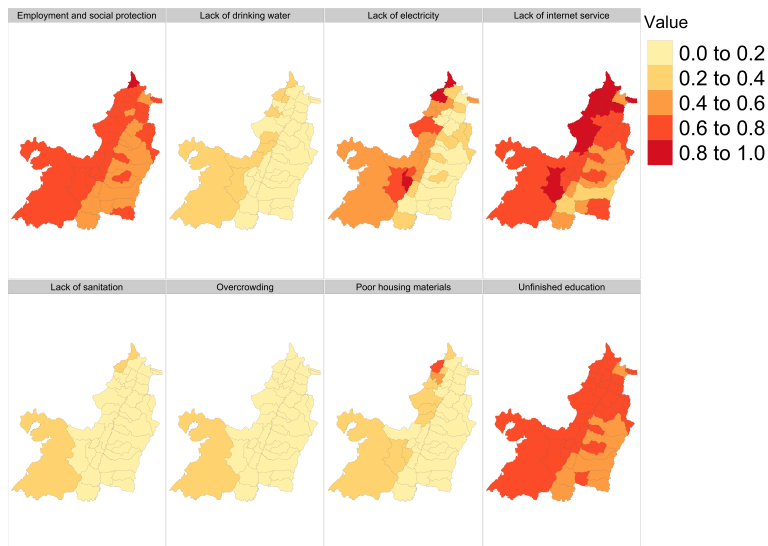 Employment and social protection
Lack of drinking water
Lack of electricity
Lack of internet service
Value
0.0 to 0.2
0.2 to 0.4
0.4 to 0.6
0.6 to 0.8
0.8 to 1.0
Lack of sanitation
Overcrowding
Poor housing materials
Unfinished education